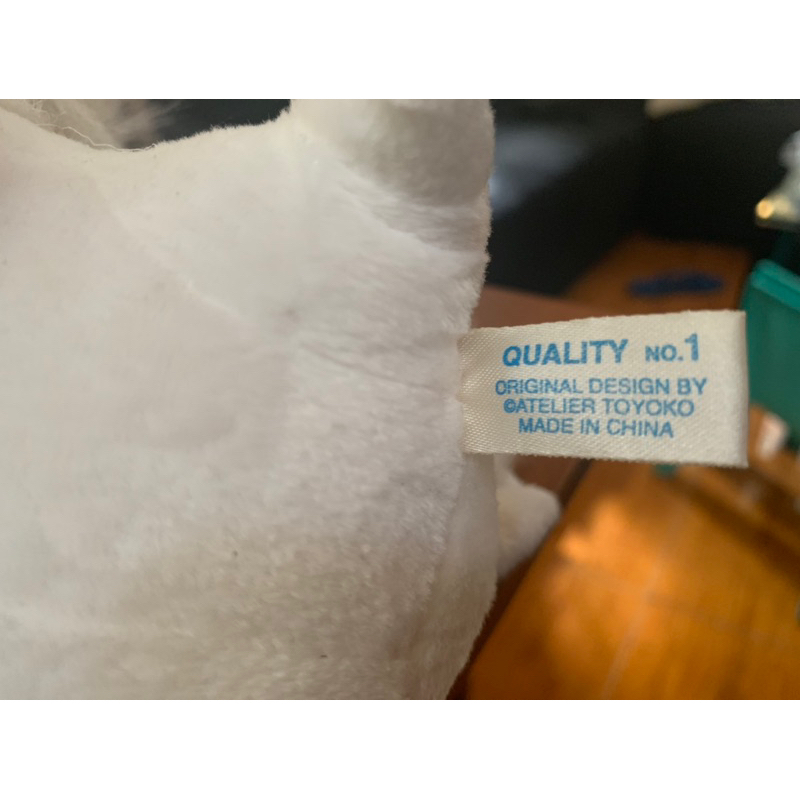 QUALITY NO.1
ORIGINAL DESIGN BY
©ATELIER TOYOKO
MADE IN CHINA